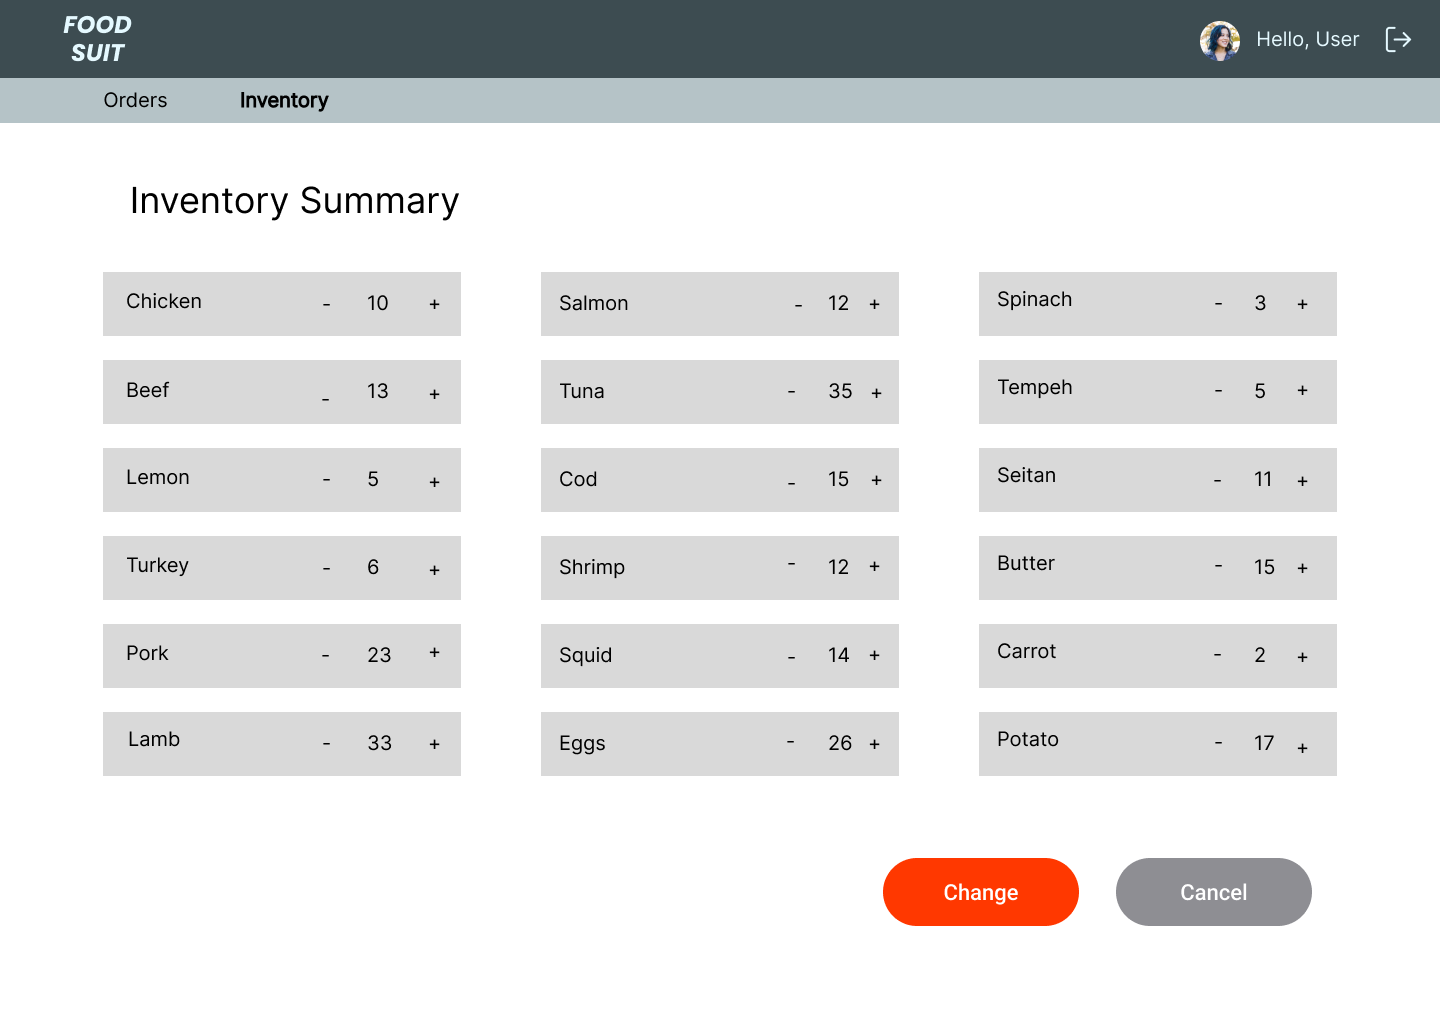 FOOD
SUIT
Hello, User
Orders Inventory
Inventory Summary
Chicken - 10 + Salmon - 12 + Spinach - 3 +
Beef - 13 + Tuna - 35 + Tempeh - 5 +
Lemon - 5 + Cod - 15 + Seitan - 11 +
Turkey - 6 + Shrimp - 12 + Butter - 15 +
Pork - 23 + Squid - 14 + Carrot - 2 +
Lamb - 33 + Eggs - 26 + Potato - 17 +
Change Cancel